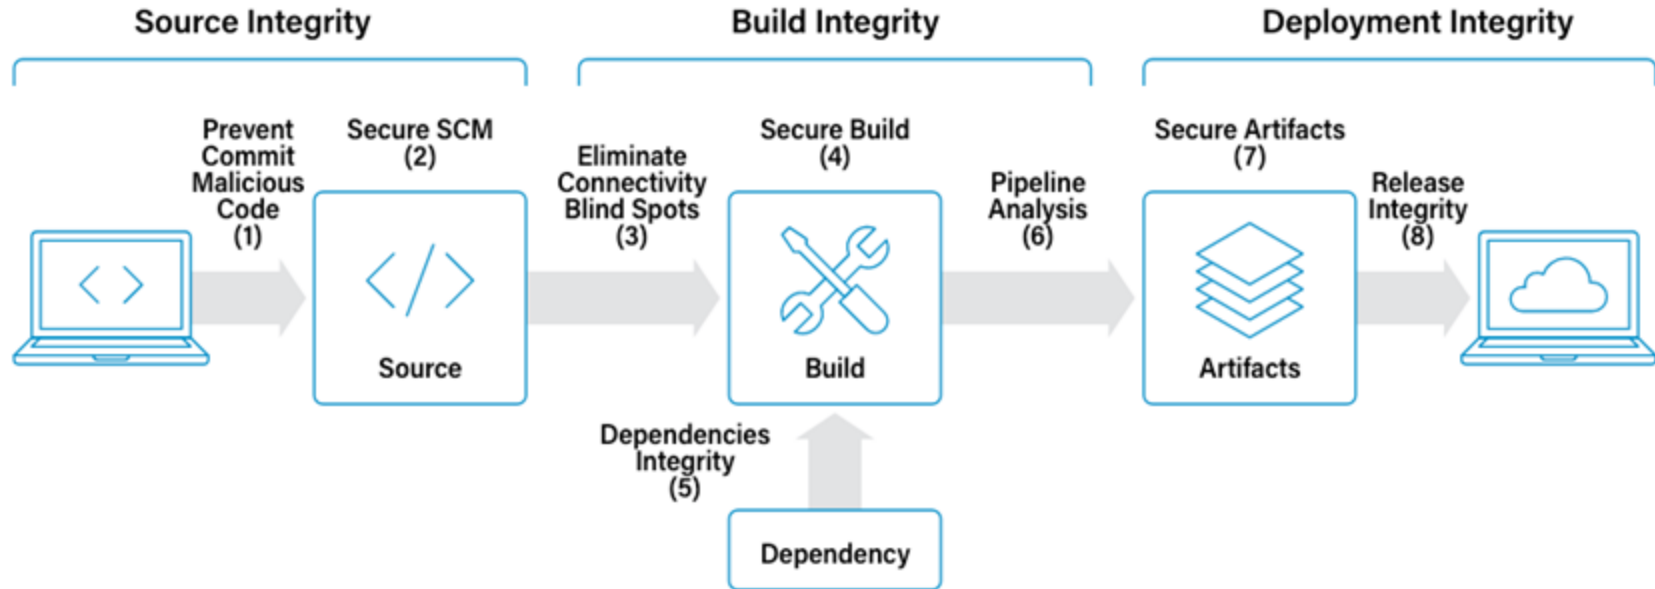 Source Integrity
Build Integrity
Deployment Integrity
Prevent
Commit
Malicious
Code
(1)
Secure SCM
(2)
Source
Eliminate
Connectivity
Blind Spots
(3)
Secure Build
(4)
Build
Dependencies
Integrity
(5)
Dependency
Pipeline
Analysis
(6)
Secure Artifacts
(7)
Artifacts
Release
Integrity
(8)